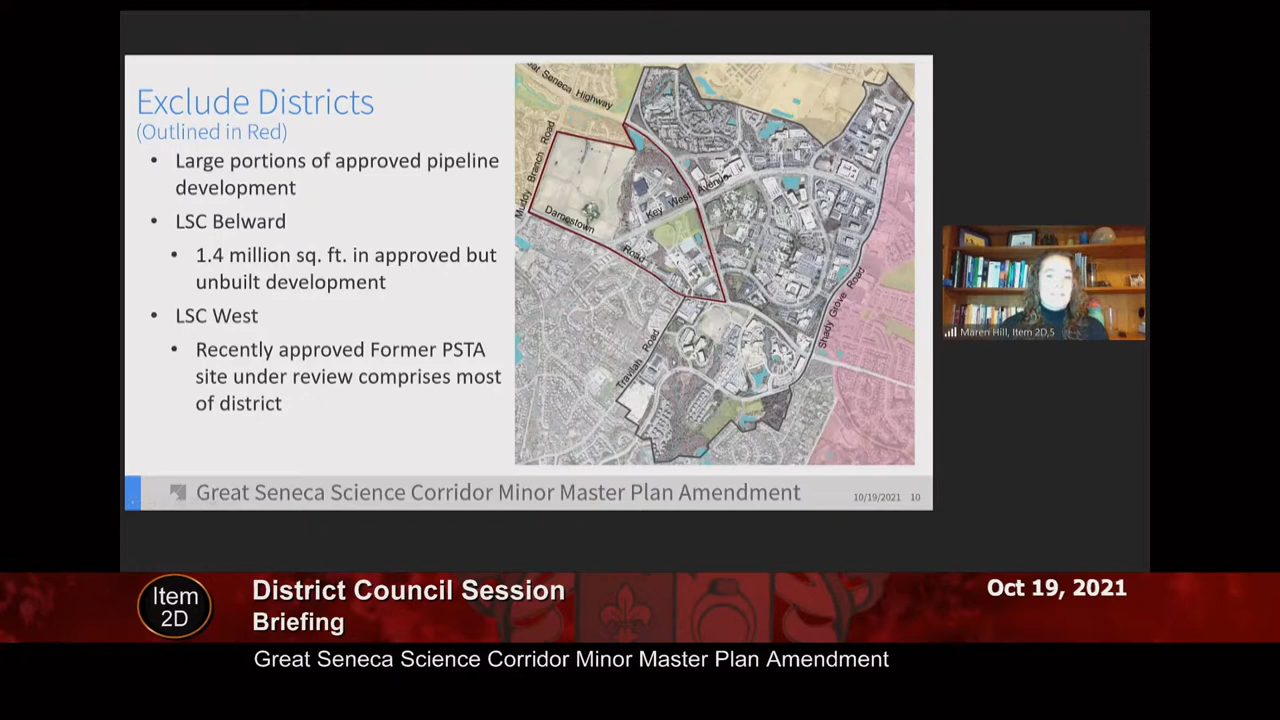 Exclude Districts
(Outlined in Red)
• Large portions of approved pipeline
development
• LSC Belward
• 1.4 million sq. ft. in approved but
unbuilt development
• LSC West
• Recently approved Former PSTA
site under review comprises most
of district
Great Seneca Science Corridor Minor Master Plan Amendment
10/19/2021 10
Seneca Highway
Muddy Branch Road
Darnestown
Road
Key West Avenue
Travilah Road
Shady Grove Road
Maren Hill, Item 2D,5
Item
2D
District Council Session
Briefing
Oct 19, 2021
Great Seneca Science Corridor Minor Master Plan Amendment